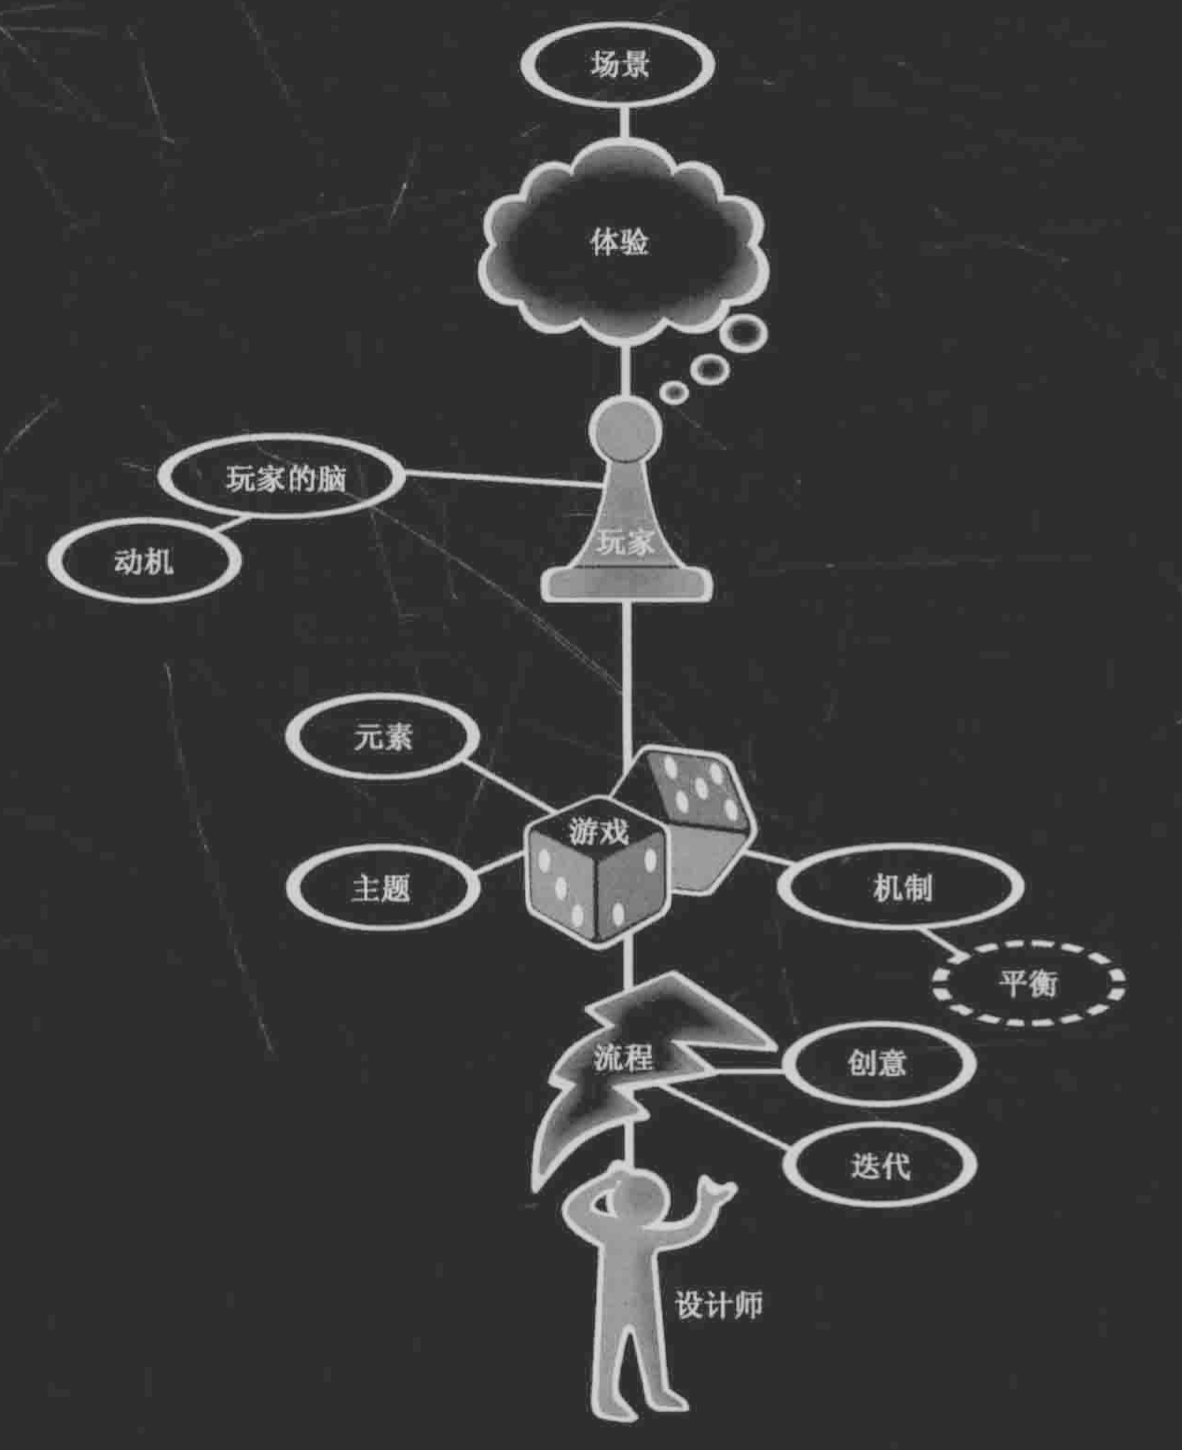 场景
体验
玩家的脑
动机
玩家
元素
游戏
主题
机制
平衡
流程
创意
迭代
设计师